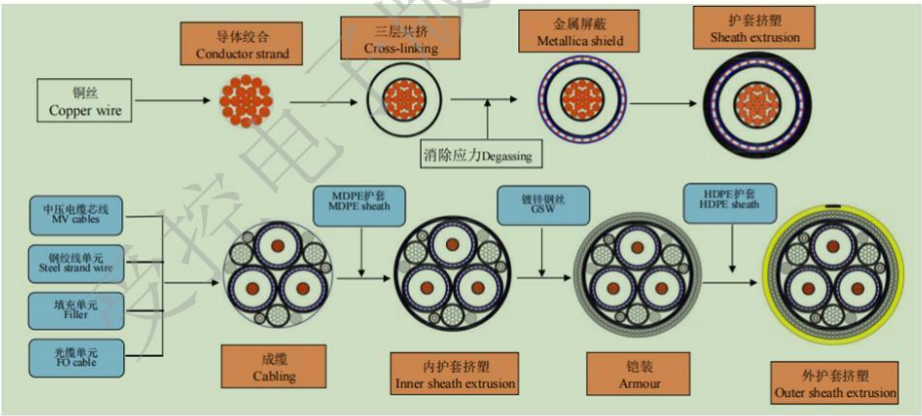 导体绞合
Conductor strand
三层共挤
Cross-linking
金属屏蔽
Metallica shield
护套挤塑
Sheath extrusion
铜丝
Copper wire
消除应力Degassing
中压电缆芯线
MV cables
钢绞线单元
Steel strand wire
填充单元
Filler
光缆单元
FO cable
MDPE护套
MDPE sheath
镀锌钢丝
GSW
HDPE护套
HDPE sheath
成缆
Cabling
内护套挤塑
Inner sheath extrusion
铠装
Armour
外护套挤塑
Outer sheath extrusion
受控电子版